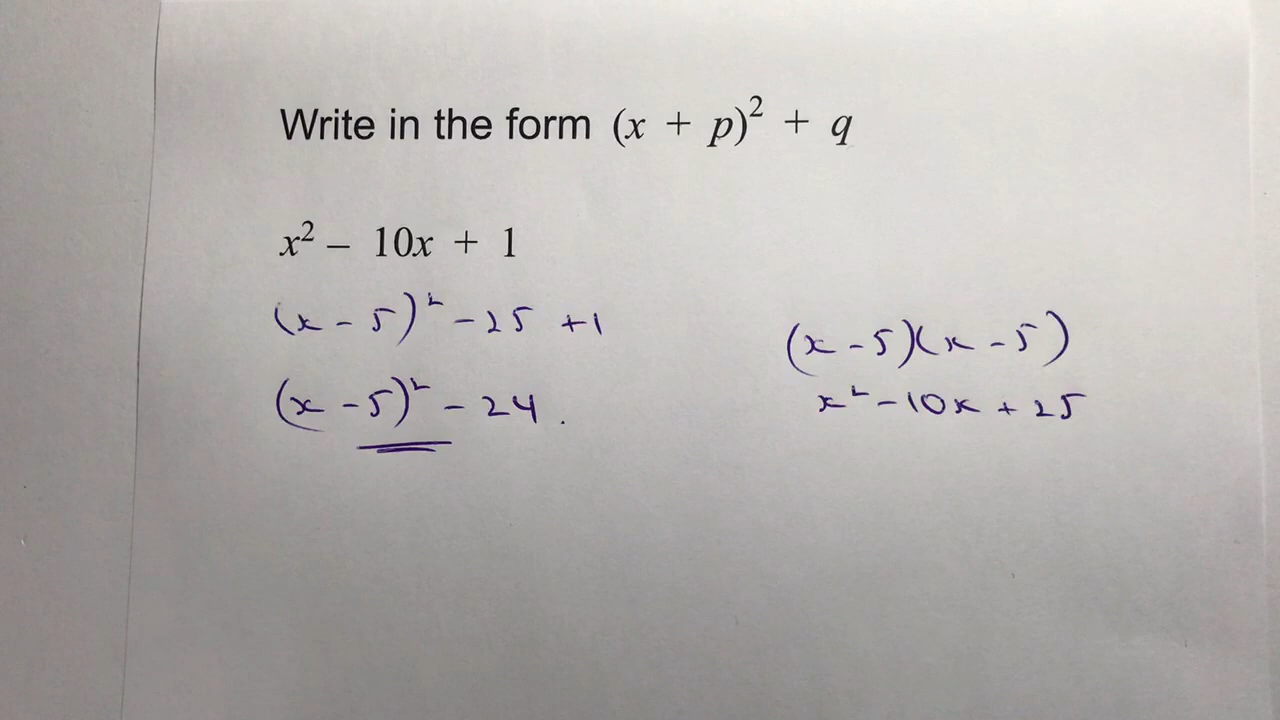 Write in the form (x + p)² + q
x² – 10x + 1
(x - 5)² - 25 + 1
(x - 5)² - 24 .
(x - 5)(x - 5)
x² - 10x + 25